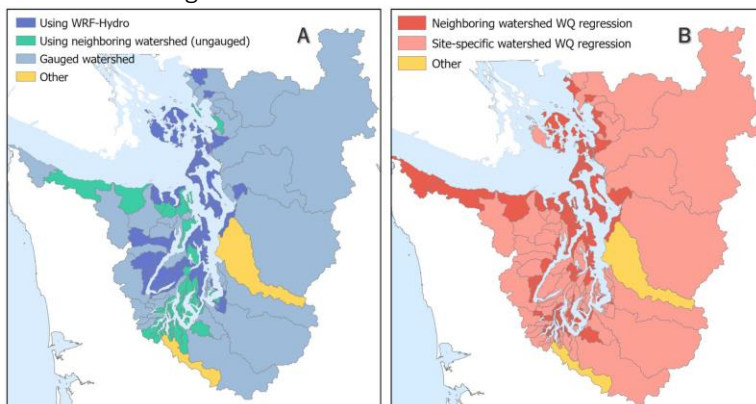 Using WRF-Hydro
Using neighboring watershed (ungauged)
Gauged watershed
Other
A
Neighboring watershed WQ regression
Site-specific watershed WQ regression
Other
B